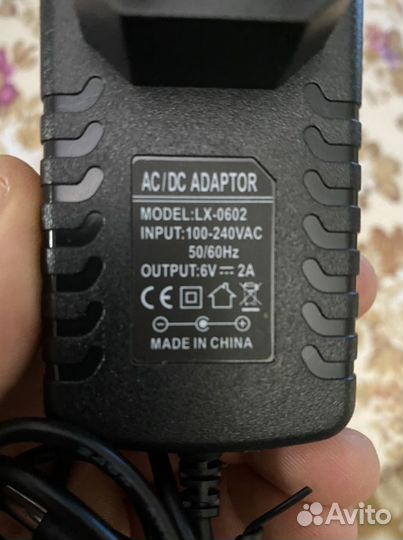 AC/DC ADAPTOR
MODEL:LX-0602
INPUT:100-240VAC
50/60Hz
OUTPUT:6V⎓2A
CE
MADE IN CHINA
Avito